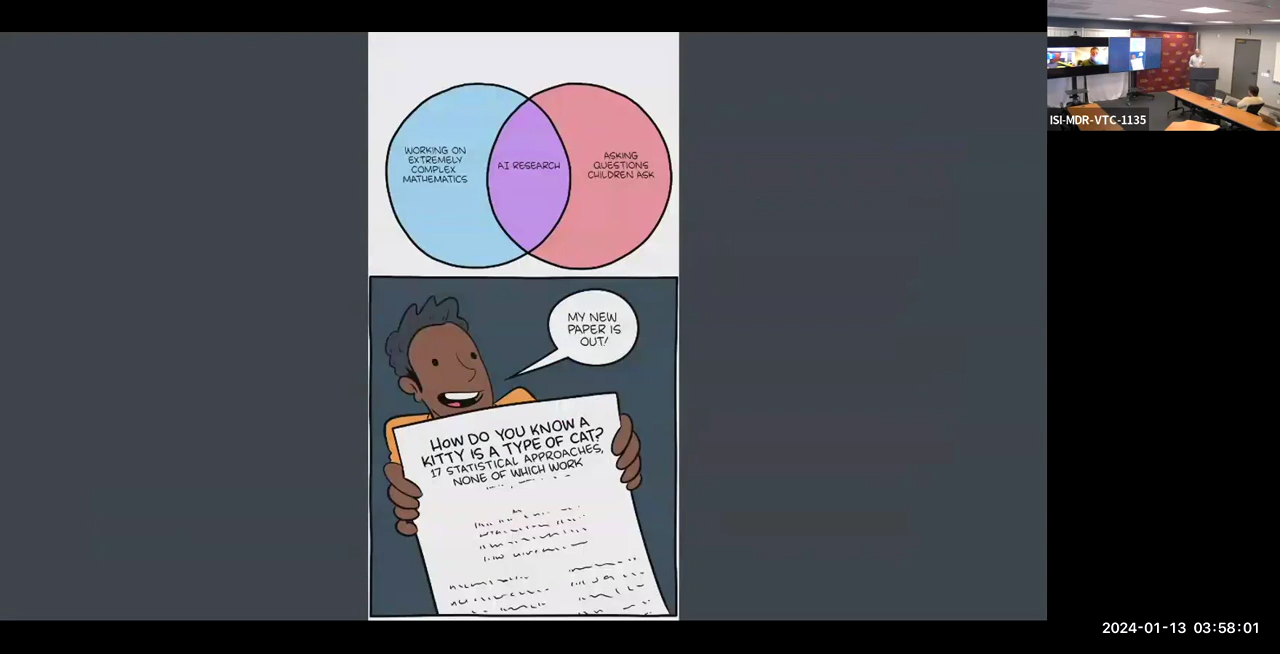 WORKING ON
EXTREMELY
COMPLEX
MATHEMATICS
AI RESEARCH
ASKING
QUESTIONS
CHILDREN ASK
MY NEW
PAPER IS
OUT!
HOW DO YOU KNOW A
KITTY IS A TYPE OF CAT?
17 STATISTICAL APPROACHES,
NONE OF WHICH WORK
ISI-MDR-VTC-1135
2024-01-13 03:58:01